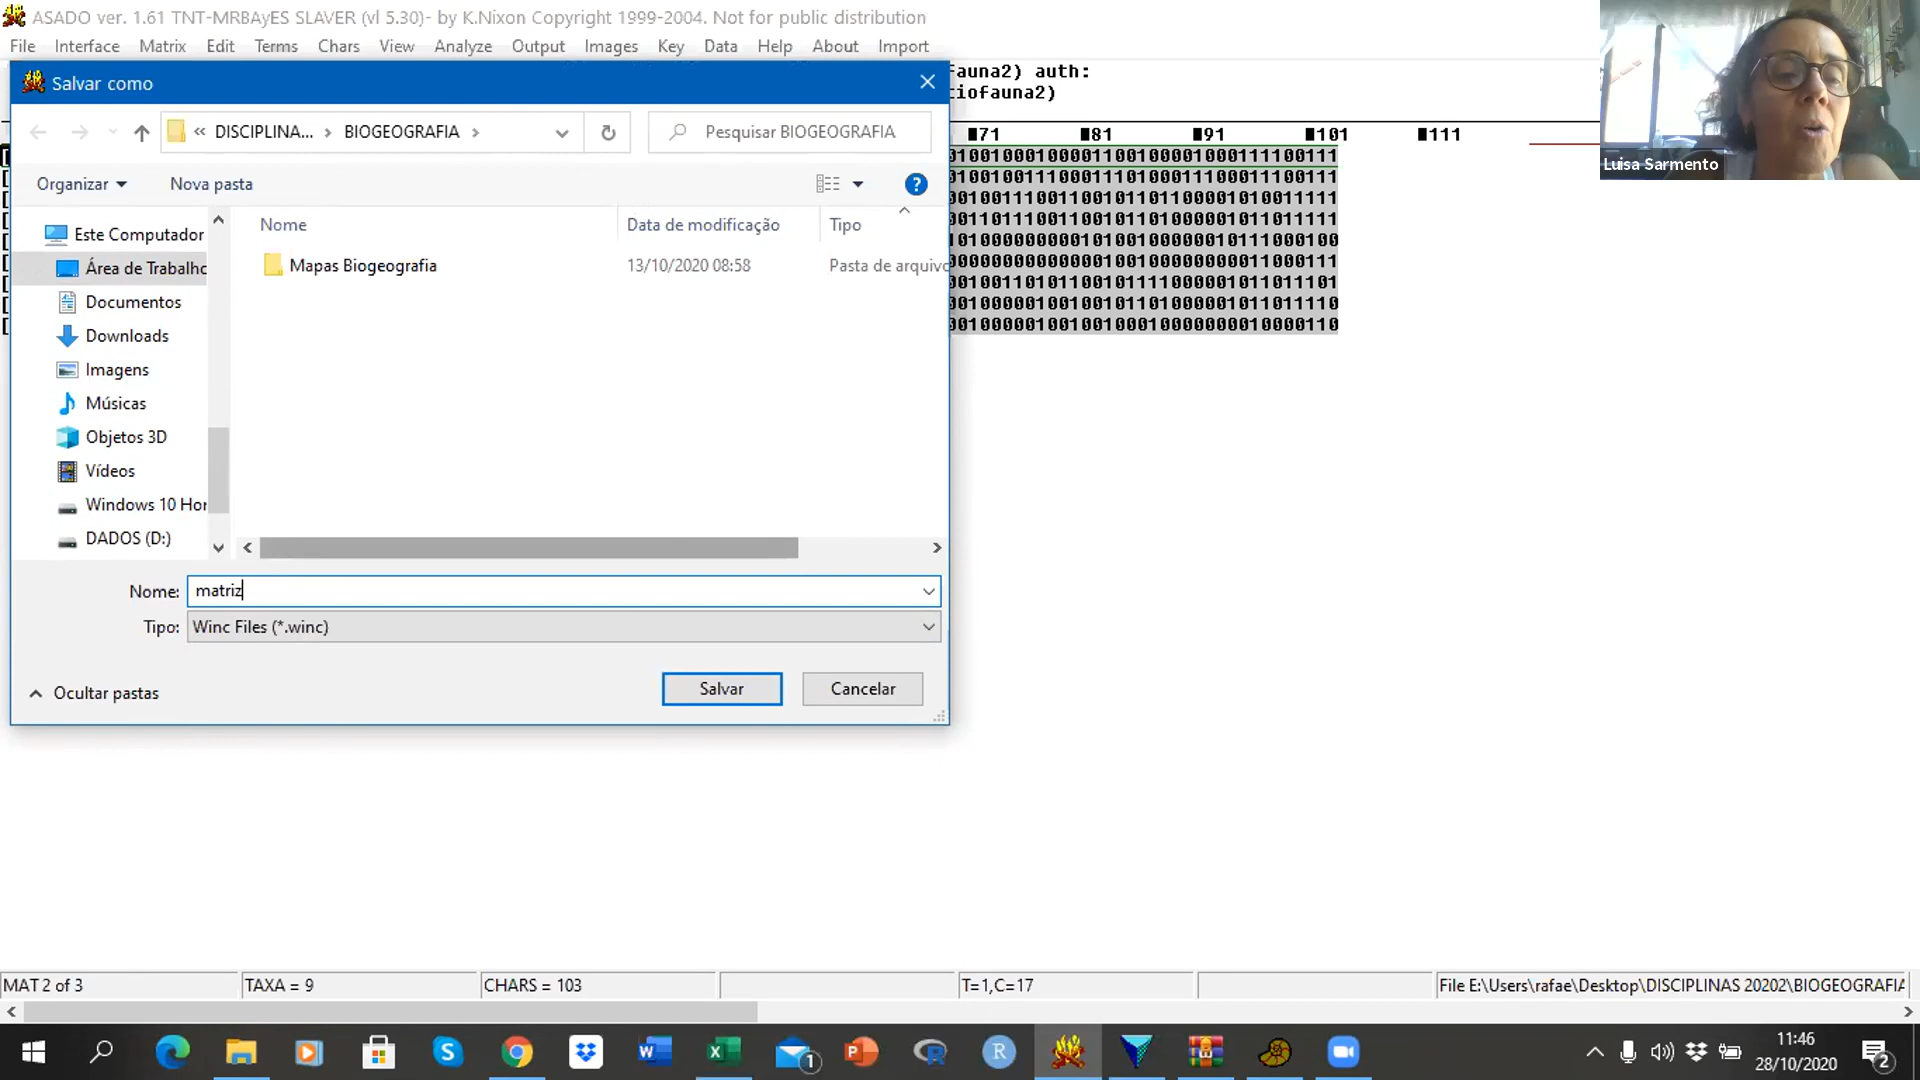 ASADO ver. 1.61 TNT-MRBAyES SLAVER (vl 5.30)- by K.Nixon Copyright 1999-2004. Not for public distribution
File Interface Matrix Edit Terms Chars View Analyze Output Images Key Data Help About Import
Salvar como
auna2) auth:
iofauna2)
« DISCIPLINA... › BIOGEOGRAFIA ›
Pesquisar BIOGEOGRAFIA
71 81 91 101 111
Luisa Sarmento
Organizar
Nova pasta
Nome
Data de modificação
Tipo
Mapas Biogeografia
13/10/2020 08:58
Pasta de arquivo
Este Computador
Área de Trabalho
Documentos
Downloads
Imagens
Músicas
Objetos 3D
Vídeos
Windows 10 Hor
DADOS (D:)
Nome: matriz
Tipo: Winc Files (*.winc)
Ocultar pastas
Salvar
Cancelar
MAT 2 of 3
TAXA = 9
CHARS = 103
T=1,C=17
File E:\Users\rafae\Desktop\DISCIPLINAS 20202\BIOGEOGRAFIA
11:46
28/10/2020
1
2